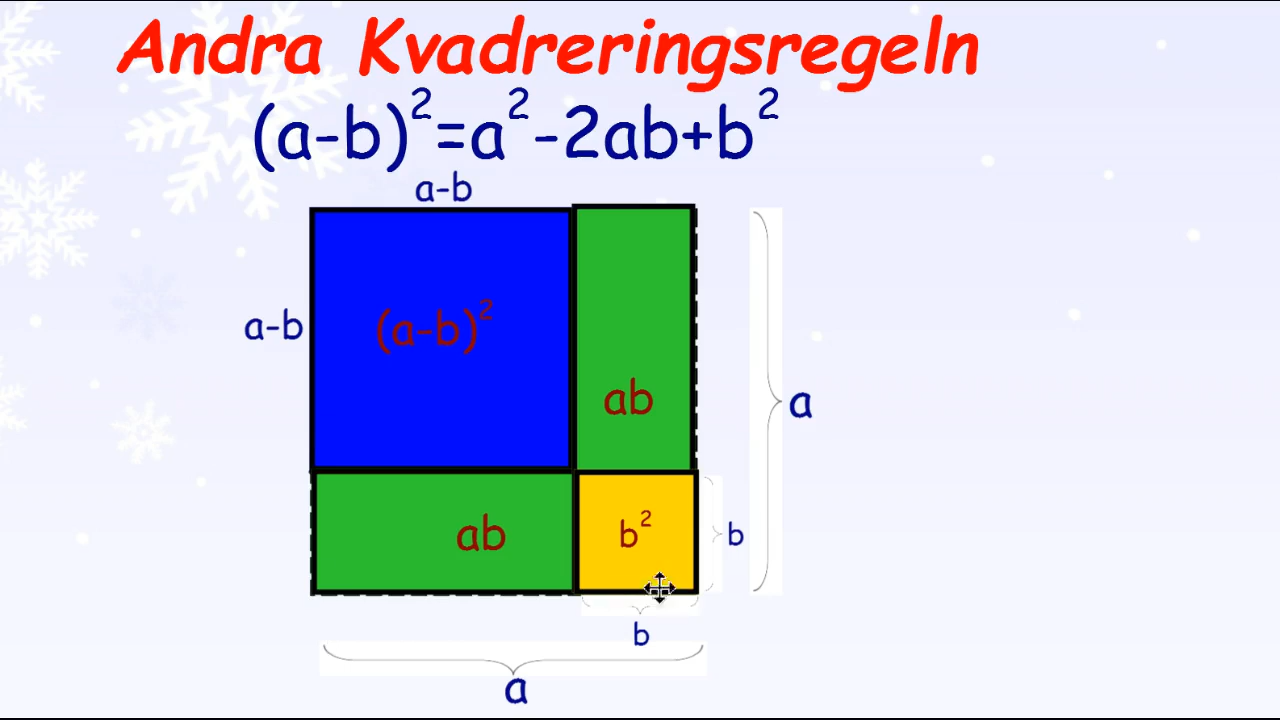 Andra Kvadreringsregeln
(a-b)²=a²-2ab+b²
a-b
a-b
(a-b)²
ab
a
ab
b²
b
b
a